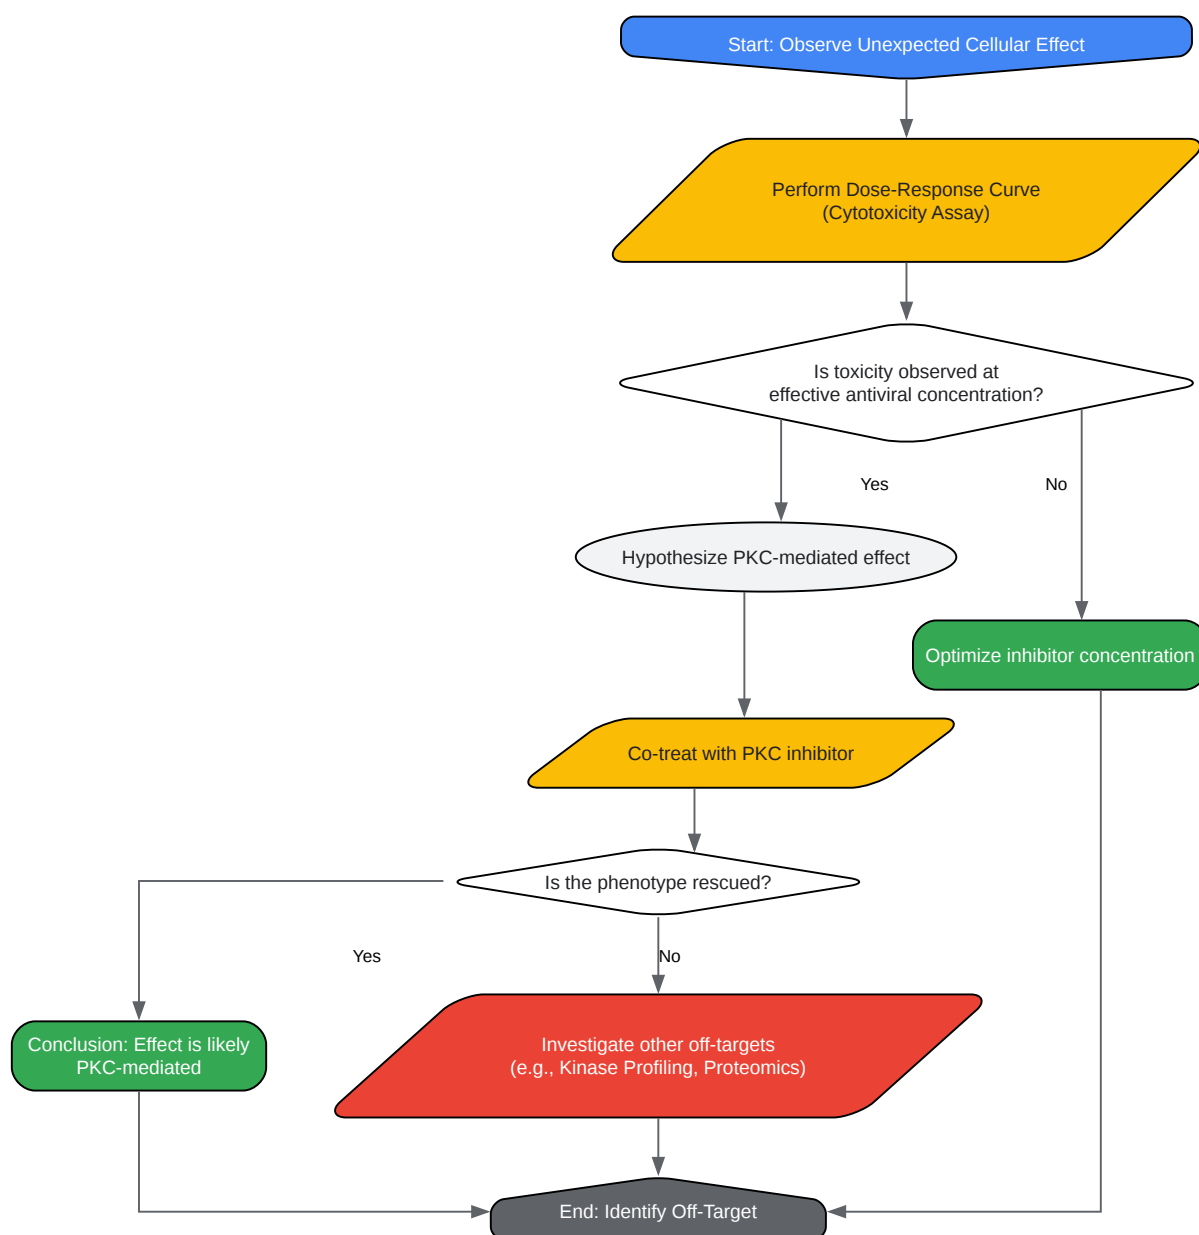 Start: Observe Unexpected Cellular Effect
Perform Dose-Response Curve
(Cytotoxicity Assay)
Is toxicity observed at
effective antiviral concentration?
Yes
No
Hypothesize PKC-mediated effect
Optimize inhibitor concentration
Co-treat with PKC inhibitor
Is the phenotype rescued?
Yes
No
Conclusion: Effect is likely
PKC-mediated
Investigate other off-targets
(e.g., Kinase Profiling, Proteomics)
End: Identify Off-Target